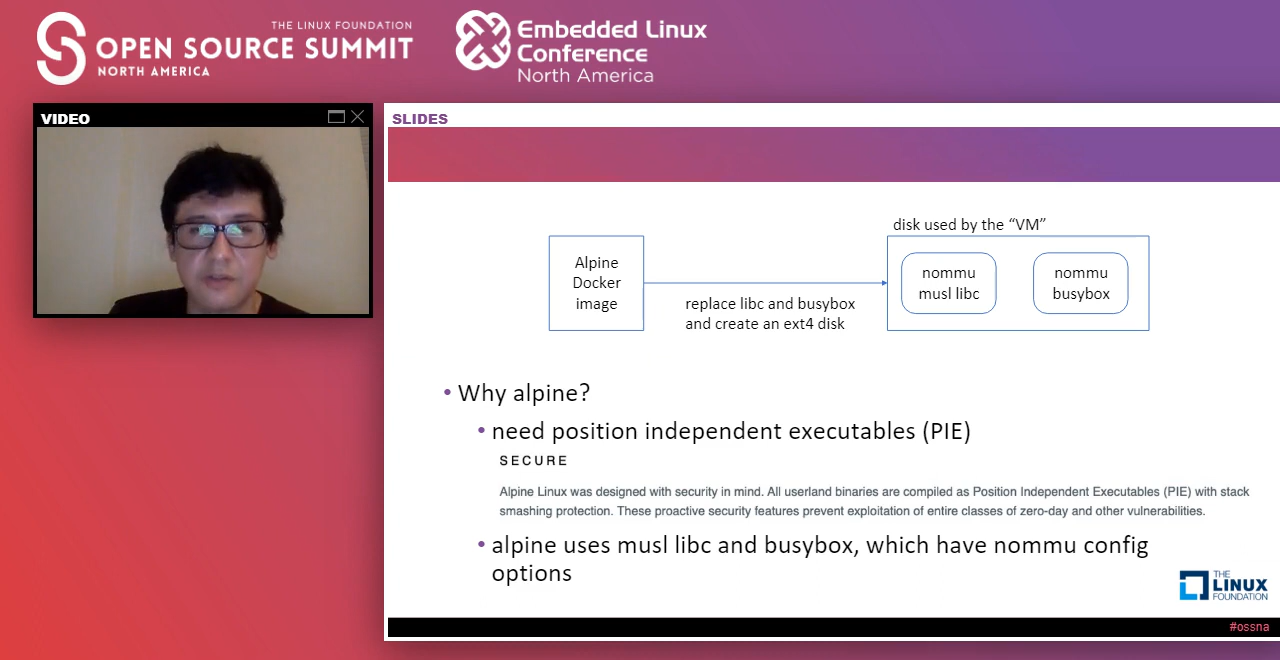 THE LINUX FOUNDATION
OPEN SOURCE SUMMIT
NORTH AMERICA
Embedded Linux
Conference
North America
VIDEO
SLIDES
disk used by the “VM”
Alpine
Docker
image
replace libc and busybox
and create an ext4 disk
nommu
musl libc
nommu
busybox
• Why alpine?
• need position independent executables (PIE)
SECURE
Alpine Linux was designed with security in mind. All userland binaries are compiled as Position Independent Executables (PIE) with stack
smashing protection. These proactive security features prevent exploitation of entire classes of zero-day and other vulnerabilities.
• alpine uses musl libc and busybox, which have nommu config
options
THE
LINUX
FOUNDATION
#ossna